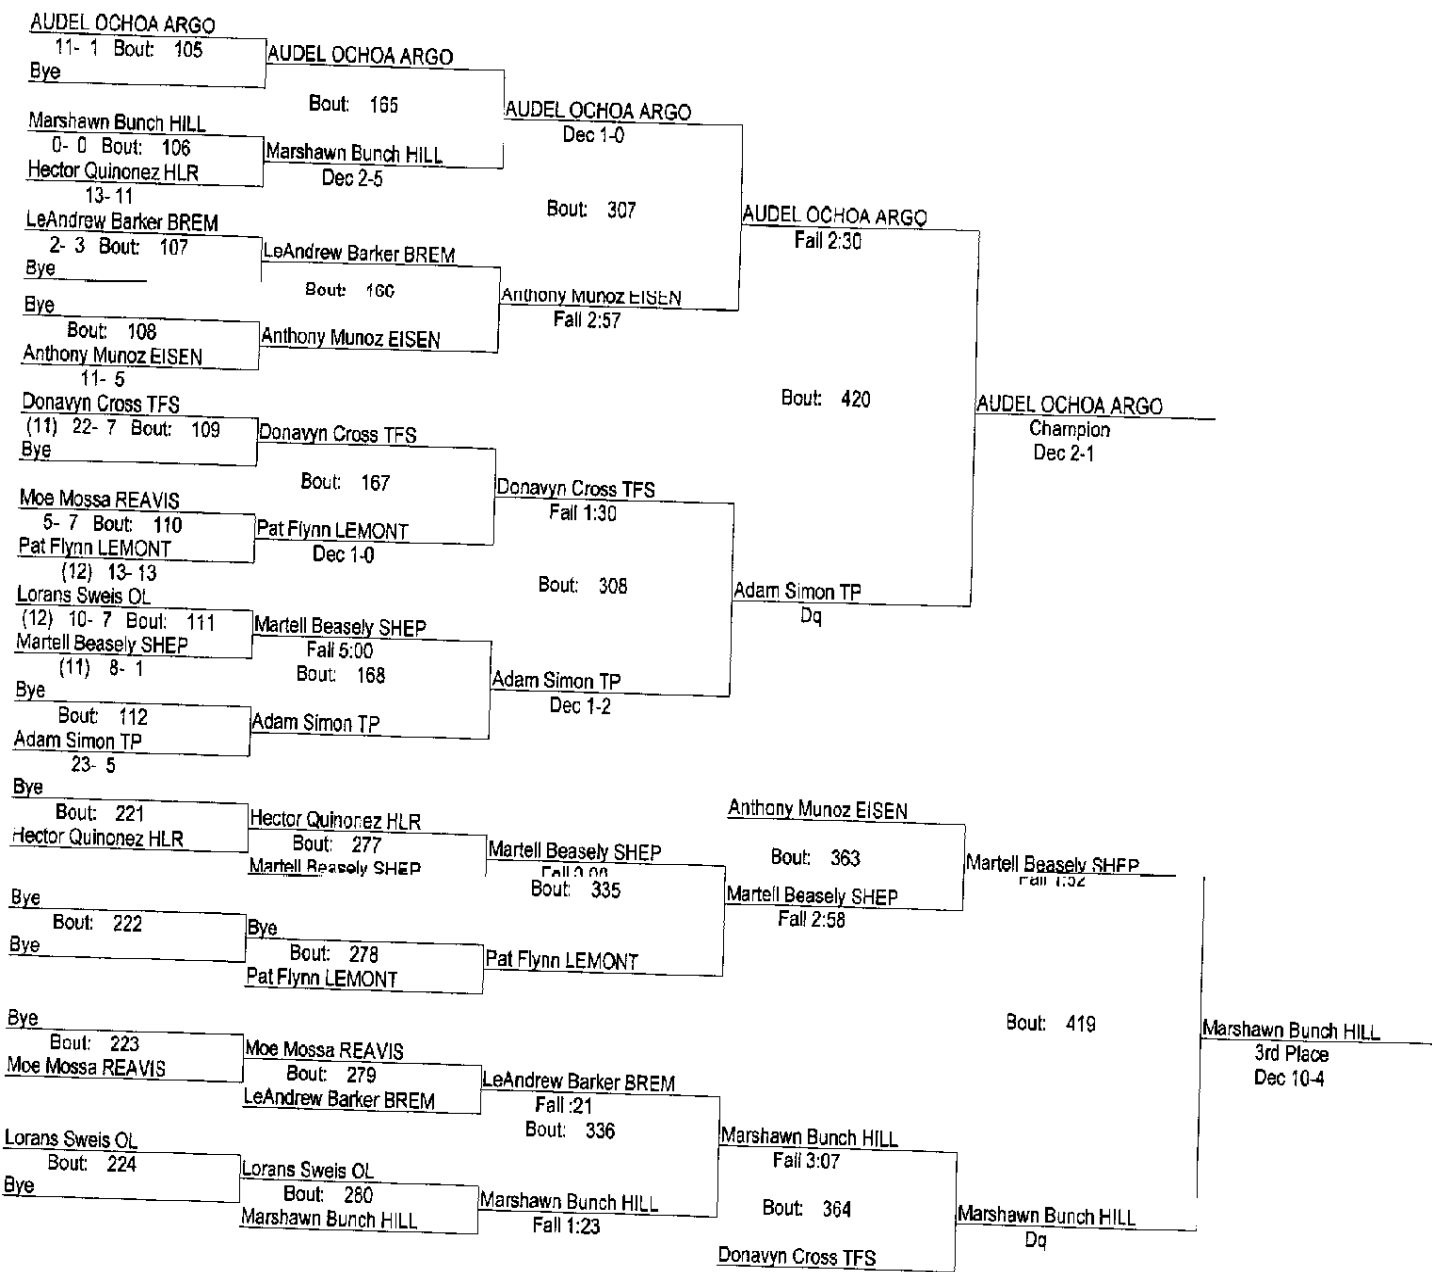 AUDEL OCHOA ARGO
11- 1 Bout: 105
Bye
AUDEL OCHOA ARGO
Bout: 165
Marshawn Bunch HILL
0- 0 Bout: 106
Hector Quinonez HLR
13- 11
Marshawn Bunch HILL
Dec 2-5
AUDEL OCHOA ARGO
Dec 1-0
Bout: 307
LeAndrew Barker BREM
2- 3 Bout: 107
Bye
LeAndrew Barker BREM
Bout: 166
Bye
Bout: 108
Anthony Munoz EISEN
11- 5
Anthony Munoz EISEN
Anthony Munoz EISEN
Fall 2:57
AUDEL OCHOA ARGO
Fall 2:30
Bout: 420
Donavyn Cross TFS
(11) 22- 7 Bout: 109
Bye
Donavyn Cross TFS
Bout: 167
Moe Mossa REAVIS
5- 7 Bout: 110
Pat Flynn LEMONT
(12) 13- 13
Pat Flynn LEMONT
Dec 1-0
Donavyn Cross TFS
Fall 1:30
Bout: 308
Lorans Sweis OL
(12) 10- 7 Bout: 111
Martell Beasely SHEP
(11) 8- 1
Martell Beasely SHEP
Fall 5:00
Bout: 168
Bye
Bout: 112
Adam Simon TP
23- 5
Adam Simon TP
Adam Simon TP
Dec 1-2
Adam Simon TP
Dq
AUDEL OCHOA ARGO
Champion
Dec 2-1
Bye
Bout: 221
Hector Quinonez HLR
Hector Quinonez HLR
Bout: 277
Martell Beasely SHEP
Martell Beasely SHEP
Bout: 335
Bye
Bout: 222
Bye
Bye
Bout: 278
Pat Flynn LEMONT
Pat Flynn LEMONT
Anthony Munoz EISEN
Bout: 363
Martell Beasely SHEP
Fall 2:58
Martell Beasely SHEP
Fall 1:52
Bout: 419
Bye
Bout: 223
Moe Mossa REAVIS
Moe Mossa REAVIS
Bout: 279
LeAndrew Barker BREM
LeAndrew Barker BREM
Fall :21
Bout: 336
Lorans Sweis OL
Bout: 224
Bye
Lorans Sweis OL
Bout: 280
Marshawn Bunch HILL
Marshawn Bunch HILL
Fall 1:23
Marshawn Bunch HILL
Fall 3:07
Bout: 364
Donavyn Cross TFS
Marshawn Bunch HILL
Dq
Marshawn Bunch HILL
3rd Place
Dec 10-4